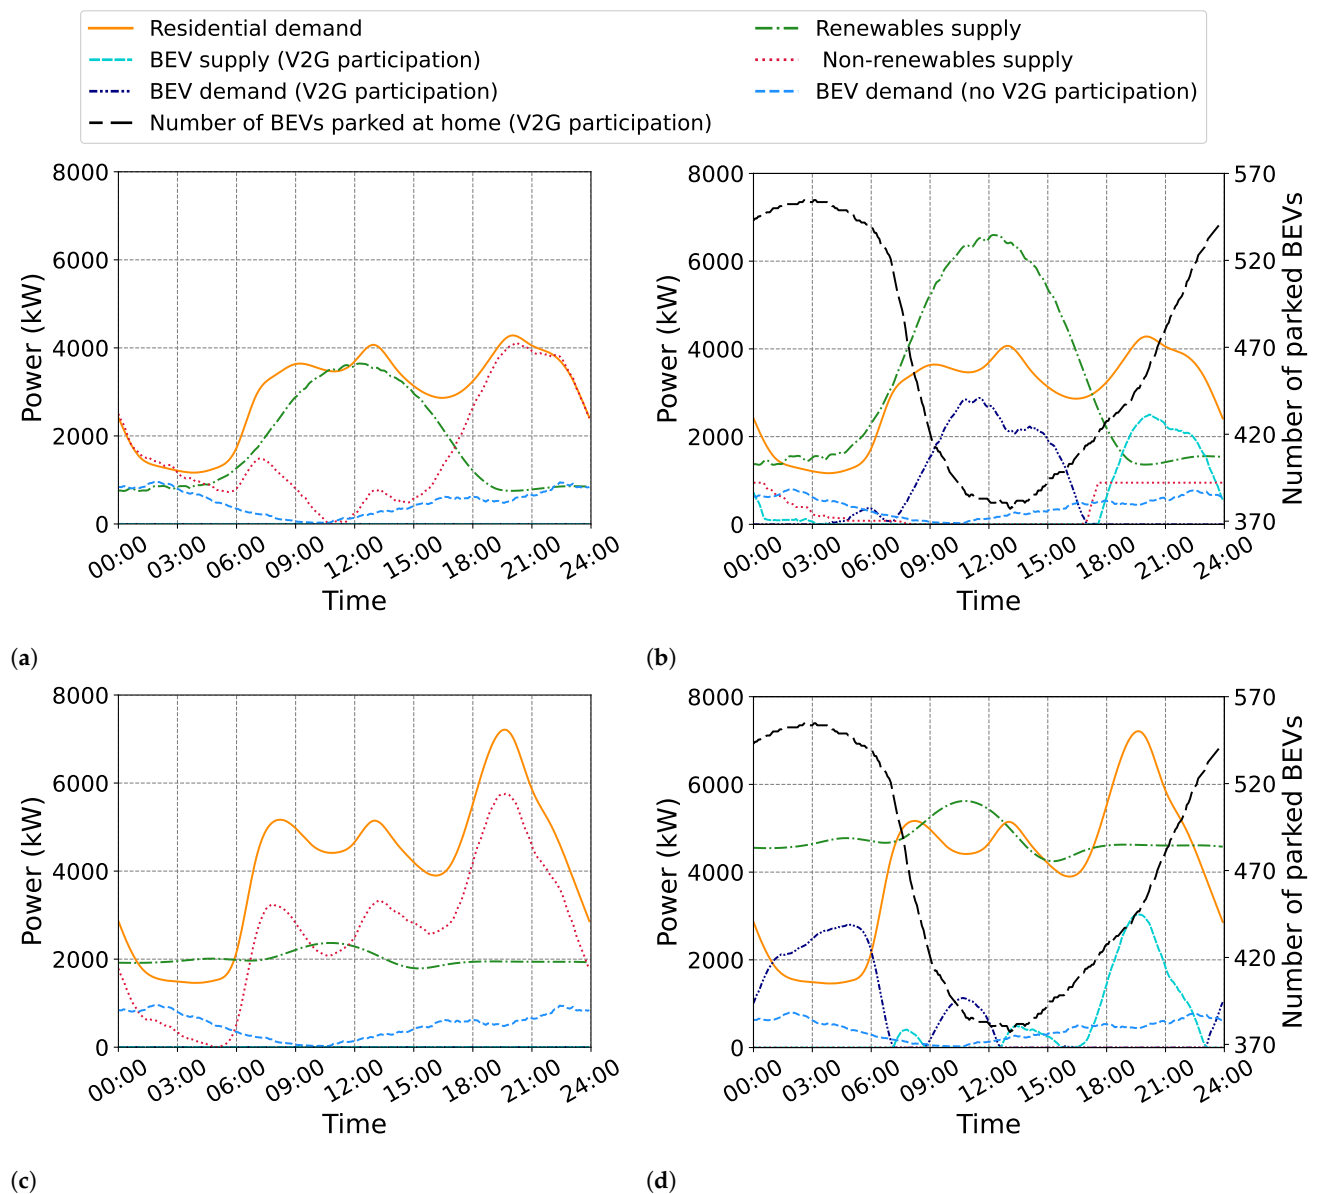 Residential demand
BEV supply (V2G participation)
BEV demand (V2G participation)
Number of BEVs parked at home (V2G participation)
Renewables supply
Non-renewables supply
BEV demand (no V2G participation)
8000
6000
4000
2000
0
Power (kW)
00:00 03:00 06:00 09:00 12:00 15:00 18:00 21:00 24:00
Time
(a)
8000
6000
4000
2000
0
Power (kW)
570
520
470
420
370
Number of parked BEVs
00:00 03:00 06:00 09:00 12:00 15:00 18:00 21:00 24:00
Time
(b)
8000
6000
4000
2000
0
Power (kW)
00:00 03:00 06:00 09:00 12:00 15:00 18:00 21:00 24:00
Time
(c)
8000
6000
4000
2000
0
Power (kW)
570
520
470
420
370
Number of parked BEVs
00:00 03:00 06:00 09:00 12:00 15:00 18:00 21:00 24:00
Time
(d)